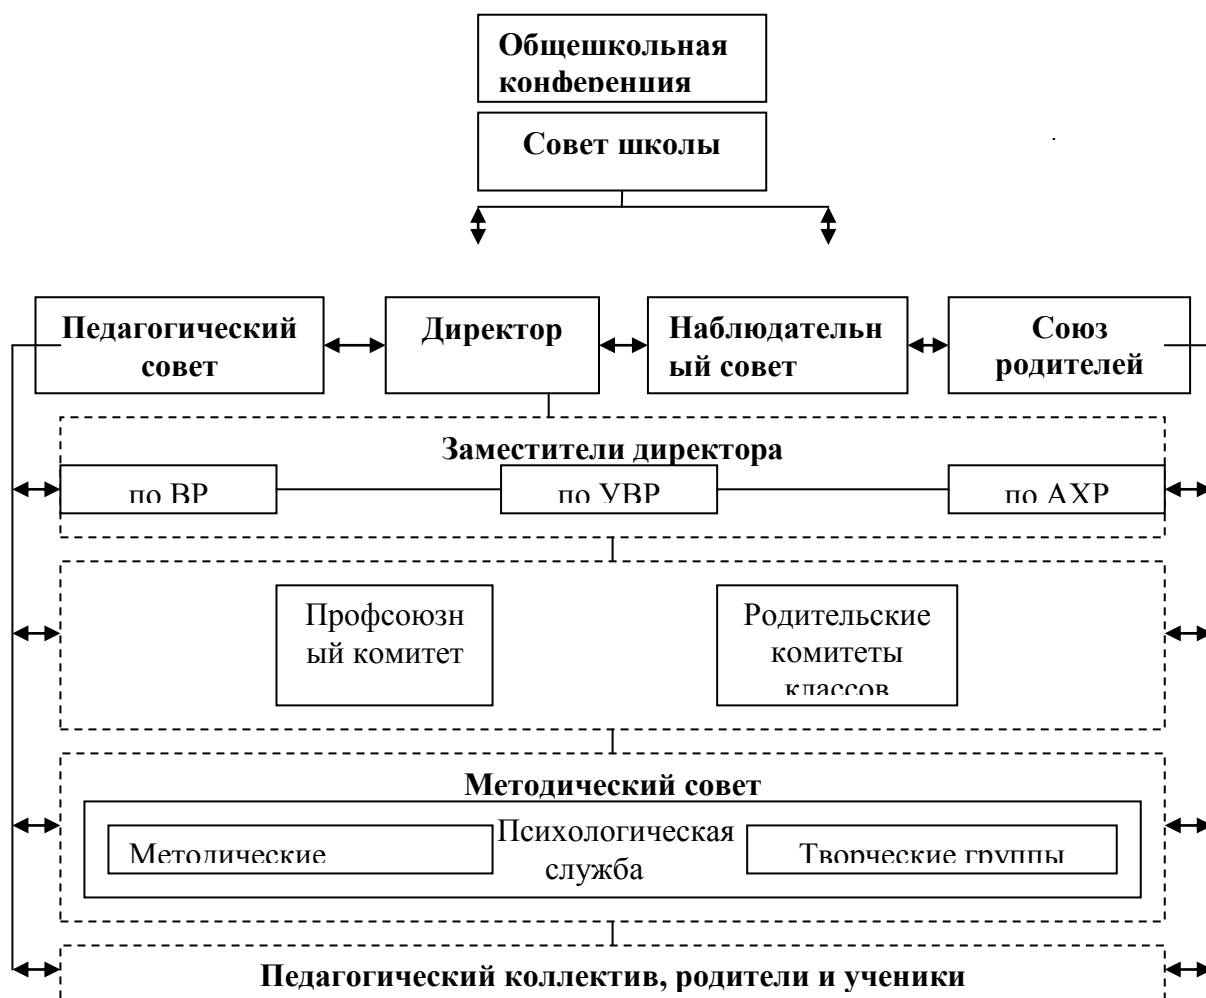 Общешкольная
конференция
Совет школы
Педагогический
совет
Директор
Наблюдательн
ый совет
Союз
родителей
Заместители директора
по ВР
по УВР
по АХР
Профсоюзн
ый комитет
Родительские
комитеты
классов
Методический совет
Методические
Психологическая
служба
Творческие группы
Педагогический коллектив, родители и ученики